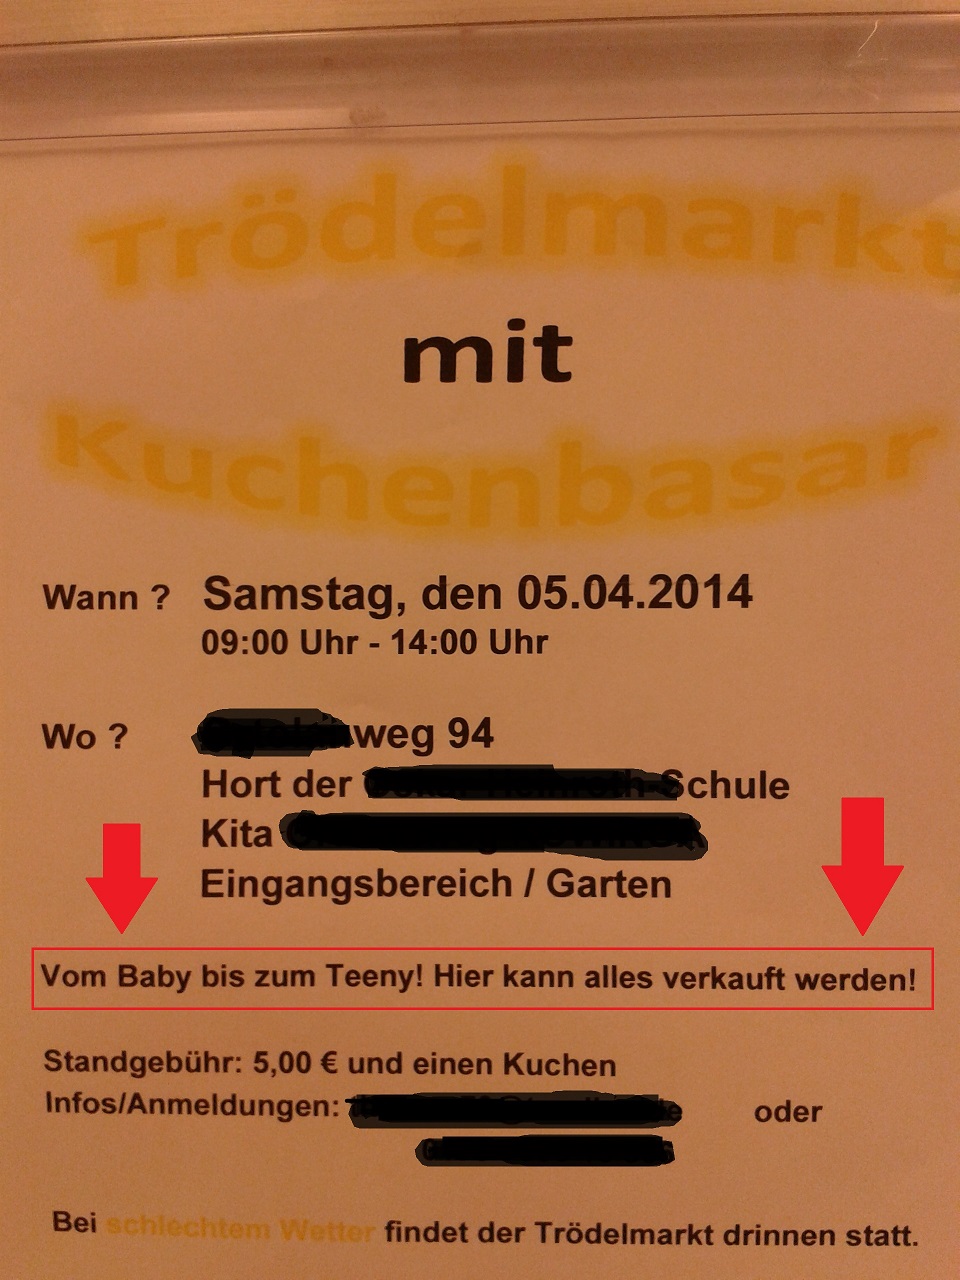 Trödelmarkt
mit
Kuchenbasar
Wann ? Samstag, den 05.04.2014
09:00 Uhr - 14:00 Uhr
Wo ? weg 94
Hort der Schule
Kita
Eingangsbereich / Garten
Vom Baby bis zum Teeny! Hier kann alles verkauft werden!
Standgebühr: 5,00 € und einen Kuchen
Infos/Anmeldungen: oder
Bei schlechtem Wetter findet der Trödelmarkt drinnen statt.